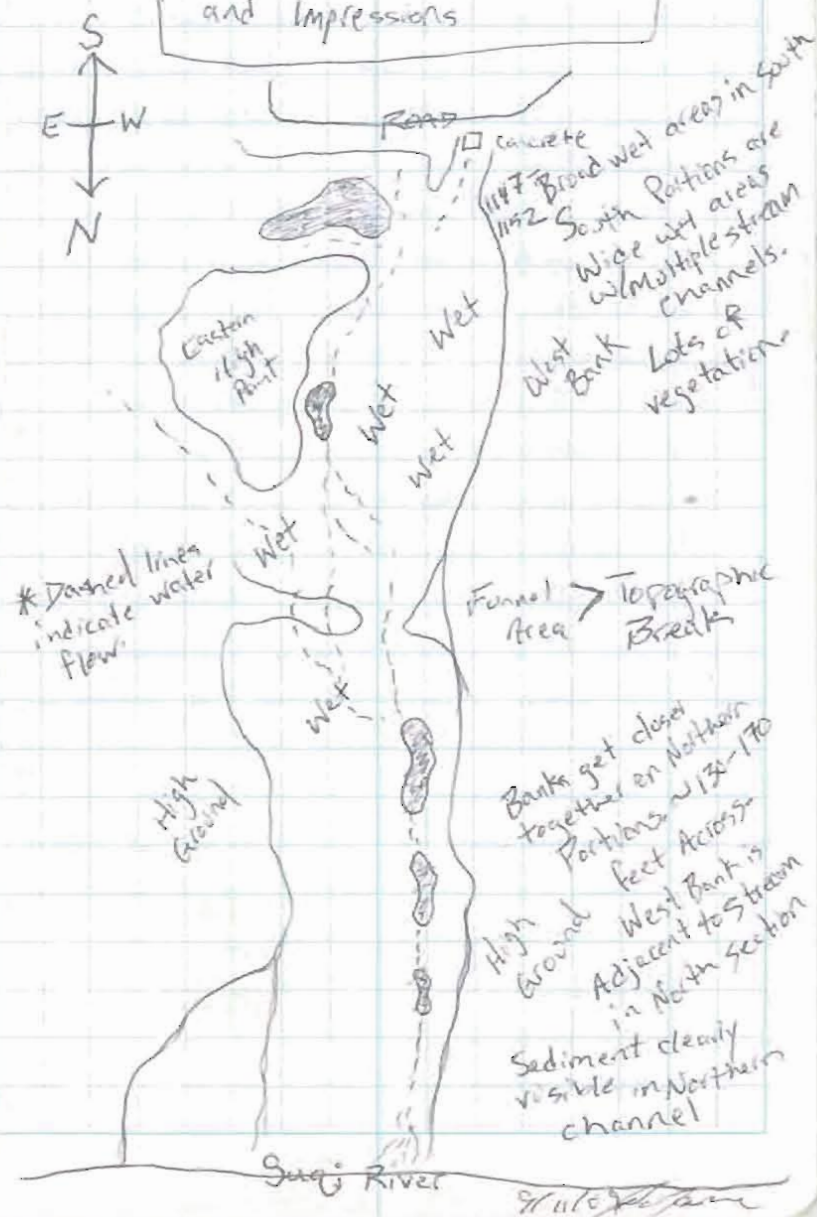 and Impressions
S
E W
N
ROAD
Concrete
1147- Broad wet areas in South
1152 South Portions are
Wide wet areas
w/multiple stream
channels.
Lots of
vegetation.
West
Bank
Wet
Wet
Wet
Eastern
High
Point
Wet
* Dashed lines
indicate water
flow.
Funnel > Topographic
Area Break
Wet
High
Ground
Banks get closer
together on Northern
Portions. ~130-170
feet Across.
West Bank is
Adjacent to Stream
in North Section
High
Ground
Sediment clearly
visible in Northern
channel
Suqi River